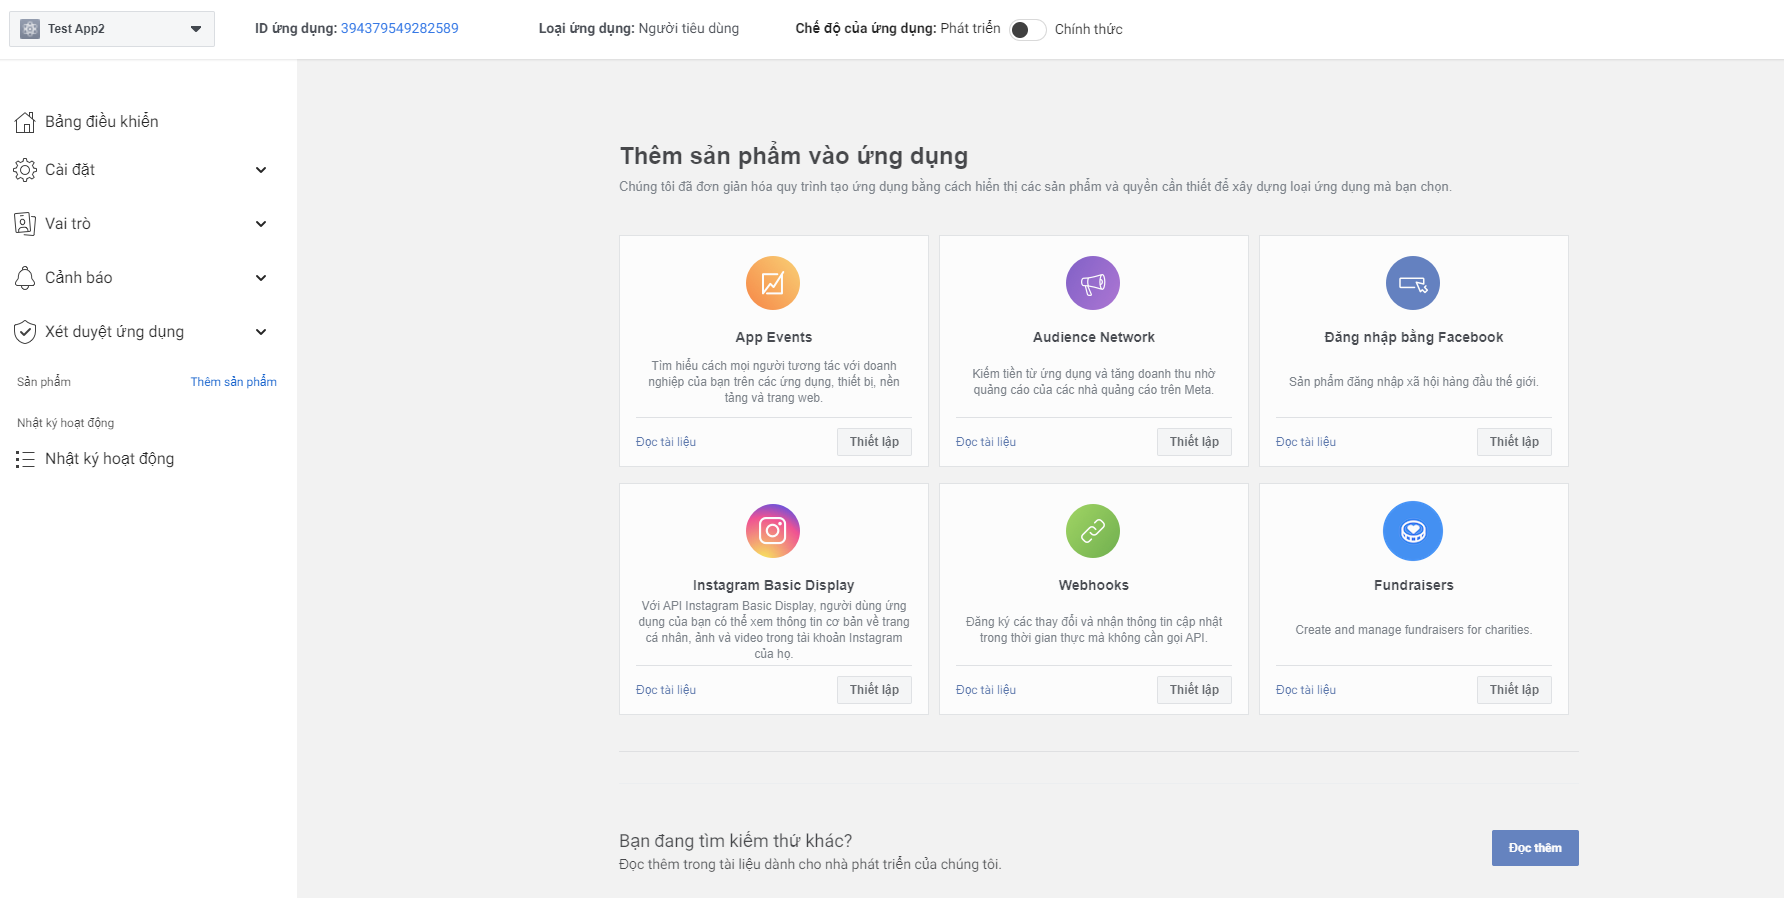 Test App2
ID ứng dụng: 394379549282589
Loại ứng dụng: Người tiêu dùng
Chế độ của ứng dụng: Phát triển
Chính thức
Bảng điều khiển
Cài đặt
Vai trò
Cảnh báo
Xét duyệt ứng dụng
Sản phẩm
Thêm sản phẩm
Nhật ký hoạt động
Nhật ký hoạt động
Thêm sản phẩm vào ứng dụng
Chúng tôi đã đơn giản hóa quy trình tạo ứng dụng bằng cách hiển thị các sản phẩm và quyền cần thiết để xây dựng loại ứng dụng mà bạn chọn.
App Events
Tìm hiểu cách mọi người tương tác với doanh
nghiệp của bạn trên các ứng dụng, thiết bị, nền
tảng và trang web.
Đọc tài liệu
Thiết lập
Audience Network
Kiếm tiền từ ứng dụng và tăng doanh thu nhờ
quảng cáo của các nhà quảng cáo trên Meta.
Đọc tài liệu
Thiết lập
Đăng nhập bằng Facebook
Sản phẩm đăng nhập xã hội hàng đầu thế giới.
Đọc tài liệu
Thiết lập
Instagram Basic Display
Với API Instagram Basic Display, người dùng ứng
dụng của bạn có thể xem thông tin cơ bản về trang
cá nhân, ảnh và video trong tài khoản Instagram
của họ.
Đọc tài liệu
Thiết lập
Webhooks
Đăng ký các thay đổi và nhận thông tin cập nhật
trong thời gian thực mà không cần gọi API.
Đọc tài liệu
Thiết lập
Fundraisers
Create and manage fundraisers for charities.
Đọc tài liệu
Thiết lập
Bạn đang tìm kiếm thứ khác?
Đọc thêm trong tài liệu dành cho nhà phát triển của chúng tôi.
Đọc thêm